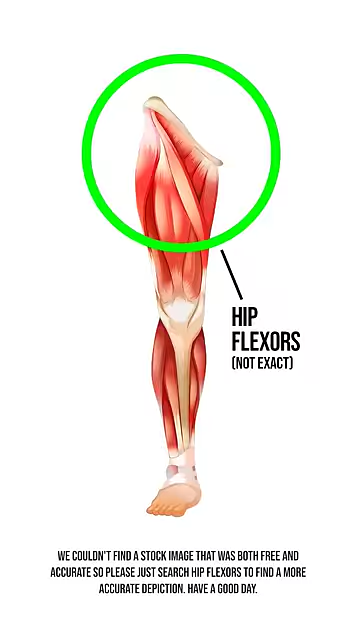 HIP
FLEXORS
(NOT EXACT)
WE COULDN'T FIND A STOCK IMAGE THAT WAS BOTH FREE AND
ACCURATE SO PLEASE JUST SEARCH HIP FLEXORS TO FIND A MORE
ACCURATE DEPICTION. HAVE A GOOD DAY.